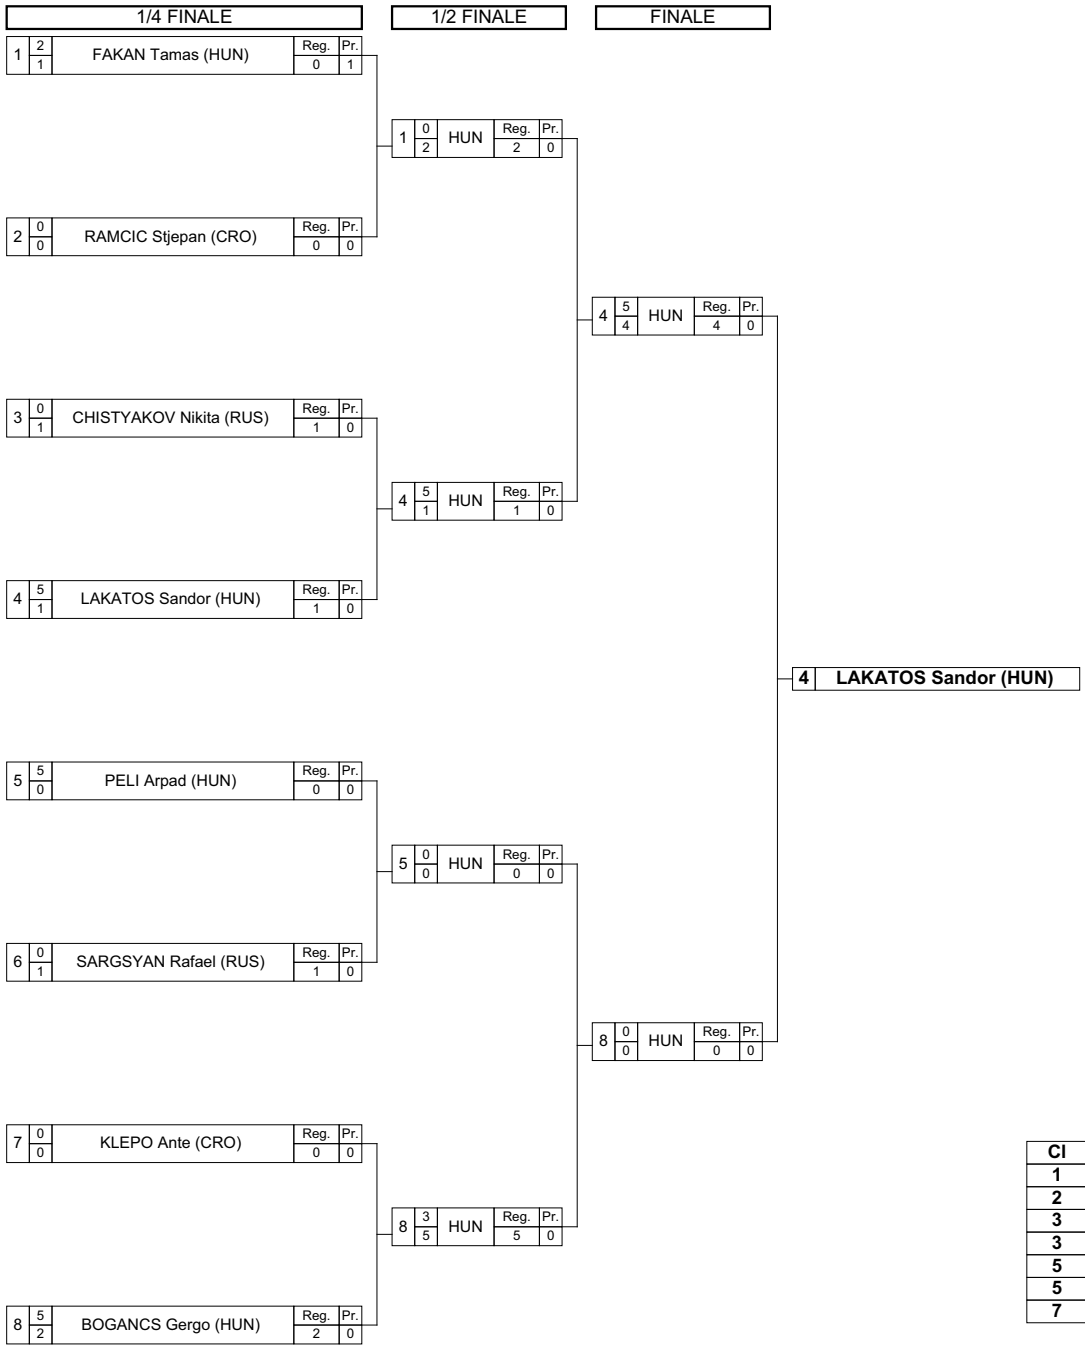 1/4 FINALE 1/2 FINALE FINALE
1 2 1 FAKAN Tamas (HUN) Reg. Pr. 0 1
1 0 2 HUN Reg. Pr. 2 0
2 0 0 RAMCIC Stjepan (CRO) Reg. Pr. 0 0
4 5 4 HUN Reg. Pr. 4 0
3 0 1 CHISTYAKOV Nikita (RUS) Reg. Pr. 1 0
4 5 1 HUN Reg. Pr. 1 0
4 5 1 LAKATOS Sandor (HUN) Reg. Pr. 1 0
4 LAKATOS Sandor (HUN)
5 5 0 PELI Arpad (HUN) Reg. Pr. 0 0
5 0 0 HUN Reg. Pr. 0 0
6 0 1 SARGSYAN Rafael (RUS) Reg. Pr. 1 0
8 0 0 HUN Reg. Pr. 0 0
7 0 0 KLEPO Ante (CRO) Reg. Pr. 0 0
8 3 5 HUN Reg. Pr. 5 0
8 5 2 BOGANCS Gergo (HUN) Reg. Pr. 2 0
Cl
1
2
3
3
5
5
7